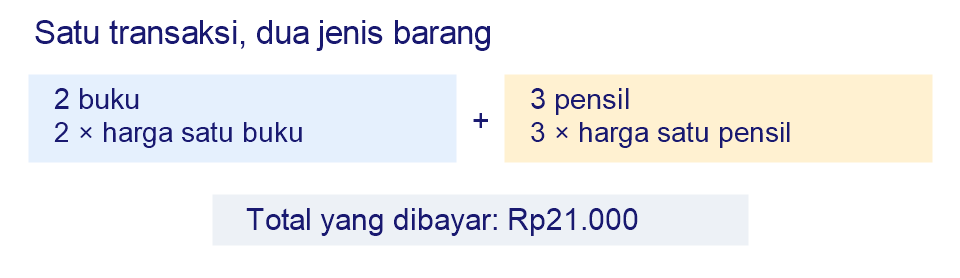 Satu transaksi, dua jenis barang
2 buku
2 × harga satu buku
+
3 pensil
3 × harga satu pensil
Total yang dibayar: Rp21.000